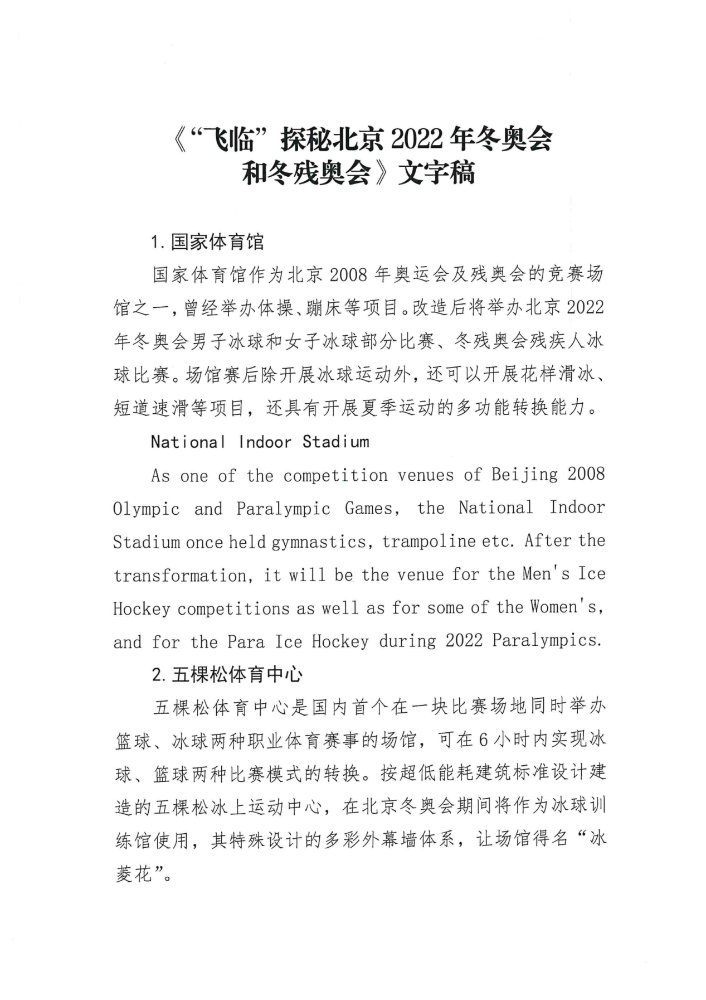 《“飞临”探秘北京 2022 年冬奥会
和冬残奥会》文字稿
1. 国家体育馆
国家体育馆作为北京 2008 年奥运会及残奥会的竞赛场
馆之一，曾经举办体操、蹦床等项目。改造后将举办北京 2022
年冬奥会男子冰球和女子冰球部分比赛、冬残奥会残疾人冰
球比赛。场馆赛后除开展冰球运动外，还可以开展花样滑冰、
短道速滑等项目，还具有开展夏季运动的多功能转换能力。
National Indoor Stadium
As one of the competition venues of Beijing 2008
Olympic and Paralympic Games, the National Indoor
Stadium once held gymnastics, trampoline etc. After the
transformation, it will be the venue for the Men's Ice
Hockey competitions as well as for some of the Women's,
and for the Para Ice Hockey during 2022 Paralympics.
2. 五棵松体育中心
五棵松体育中心是国内首个在一块比赛场地同时举办
篮球、冰球两种职业体育赛事的场馆，可在 6 小时内实现冰
球、篮球两种比赛模式的转换。按超低能耗建筑标准设计建
造的五棵松冰上运动中心，在北京冬奥会期间将作为冰球训
练馆使用，其特殊设计的多彩外幕墙体系，让场馆得名“冰
菱花”。